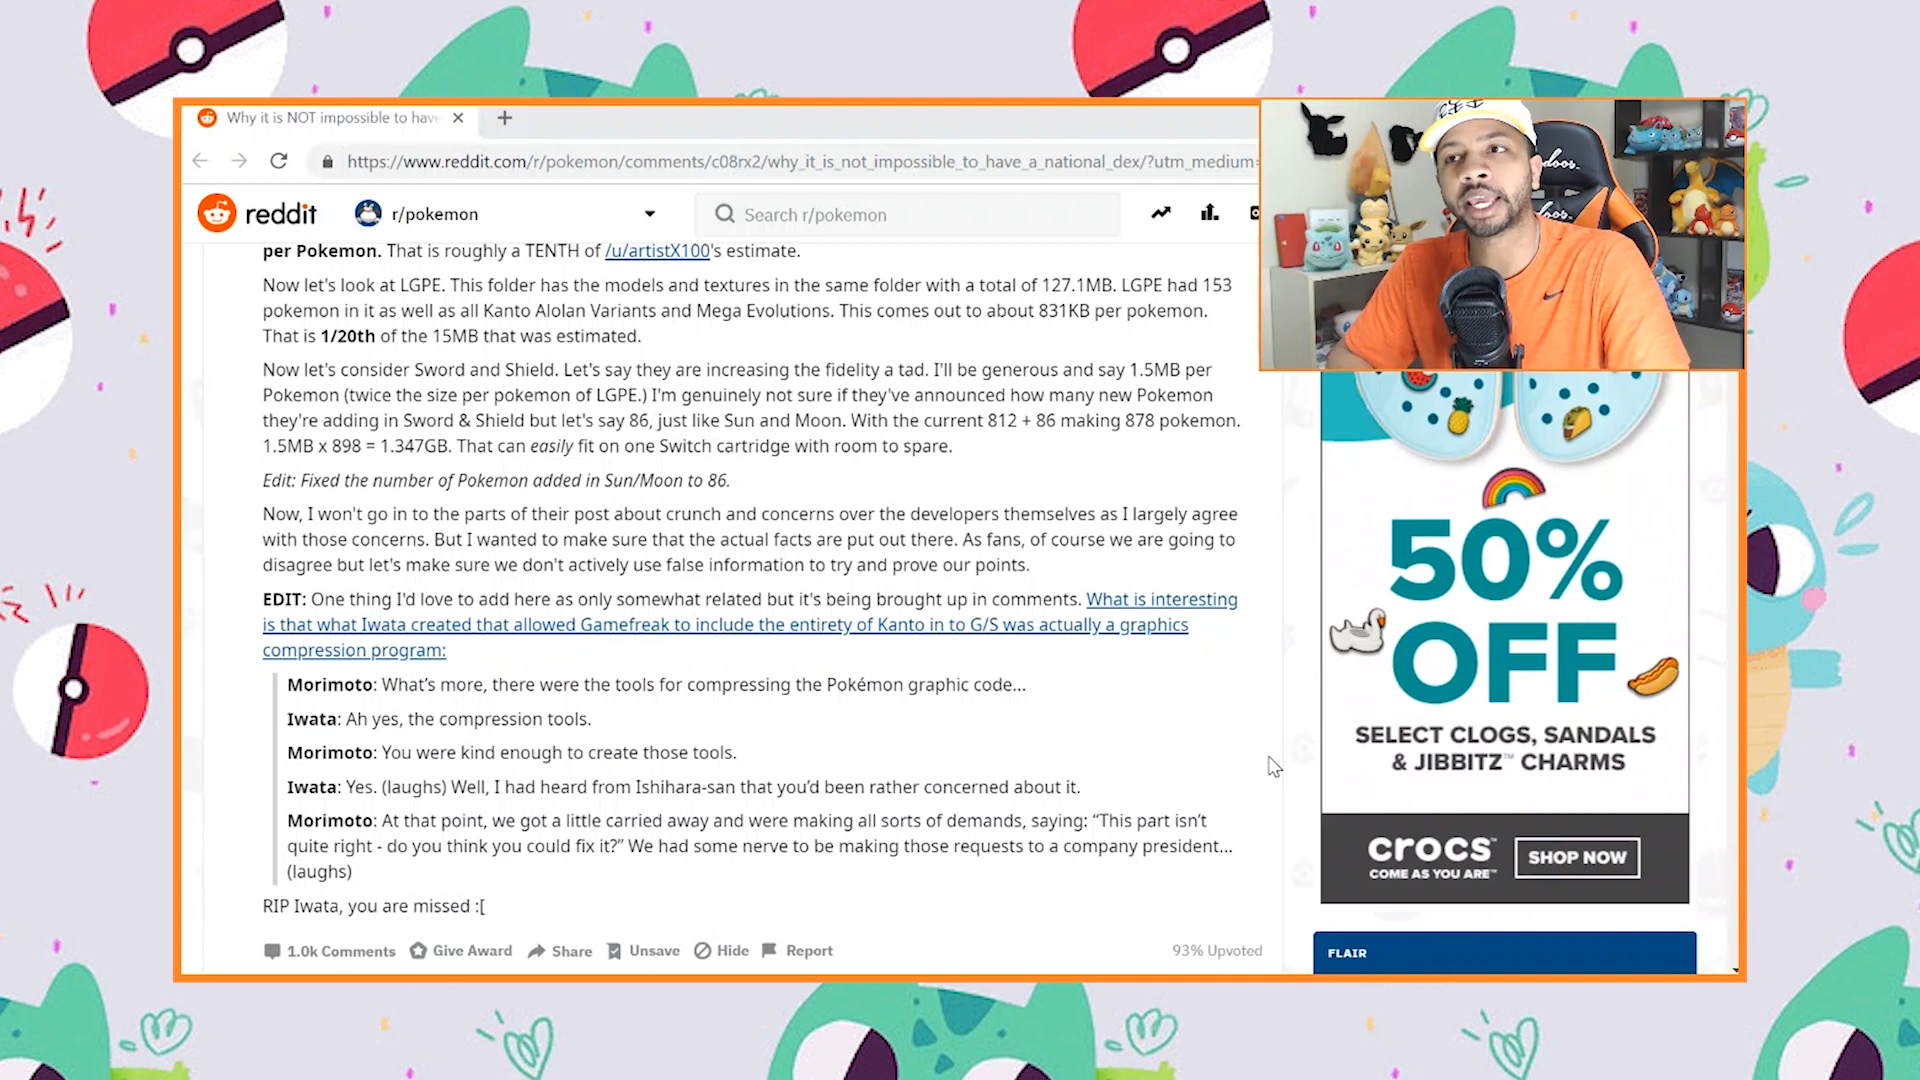 Why it is NOT impossible to have
https://www.reddit.com/r/pokemon/comments/c08rx2/why_it_is_not_impossible_to_have_a_national_dex/?utm_medium=
reddit
r/pokemon
Search r/pokemon
per Pokemon. That is roughly a TENTH of /u/artistX100's estimate.
Now let's look at LGPE. This folder has the models and textures in the same folder with a total of 127.1MB. LGPE had 153
pokemon in it as well as all Kanto Alolan Variants and Mega Evolutions. This comes out to about 831KB per pokemon.
That is 1/20th of the 15MB that was estimated.
Now let's consider Sword and Shield. Let's say they are increasing the fidelity a tad. I'll be generous and say 1.5MB per
Pokemon (twice the size per pokemon of LGPE.) I'm genuinely not sure if they've announced how many new Pokemon
they're adding in Sword & Shield but let's say 86, just like Sun and Moon. With the current 812 + 86 making 878 pokemon.
1.5MB x 898 = 1.347GB. That can easily fit on one Switch cartridge with room to spare.
Edit: Fixed the number of Pokemon added in Sun/Moon to 86.
Now, I won't go in to the parts of their post about crunch and concerns over the developers themselves as I largely agree
with those concerns. But I wanted to make sure that the actual facts are put out there. As fans, of course we are going to
disagree but let's make sure we don't actively use false information to try and prove our points.
EDIT: One thing I'd love to add here as only somewhat related but it's being brought up in comments. What is interesting
is that what Iwata created that allowed Gamefreak to include the entirety of Kanto in to G/S was actually a graphics
compression program:
Morimoto: What's more, there were the tools for compressing the Pokémon graphic code...
Iwata: Ah yes, the compression tools.
Morimoto: You were kind enough to create those tools.
Iwata: Yes. (laughs) Well, I had heard from Ishihara-san that you'd been rather concerned about it.
Morimoto: At that point, we got a little carried away and were making all sorts of demands, saying: “This part isn't
quite right - do you think you could fix it?” We had some nerve to be making those requests to a company president...
(laughs)
RIP Iwata, you are missed :[
1.0k Comments Give Award Share Unsave Hide Report 93% Upvoted
50%
OFF
SELECT CLOGS, SANDALS
& JIBBITZ™ CHARMS
crocs™
COME AS YOU ARE™
SHOP NOW
FLAIR